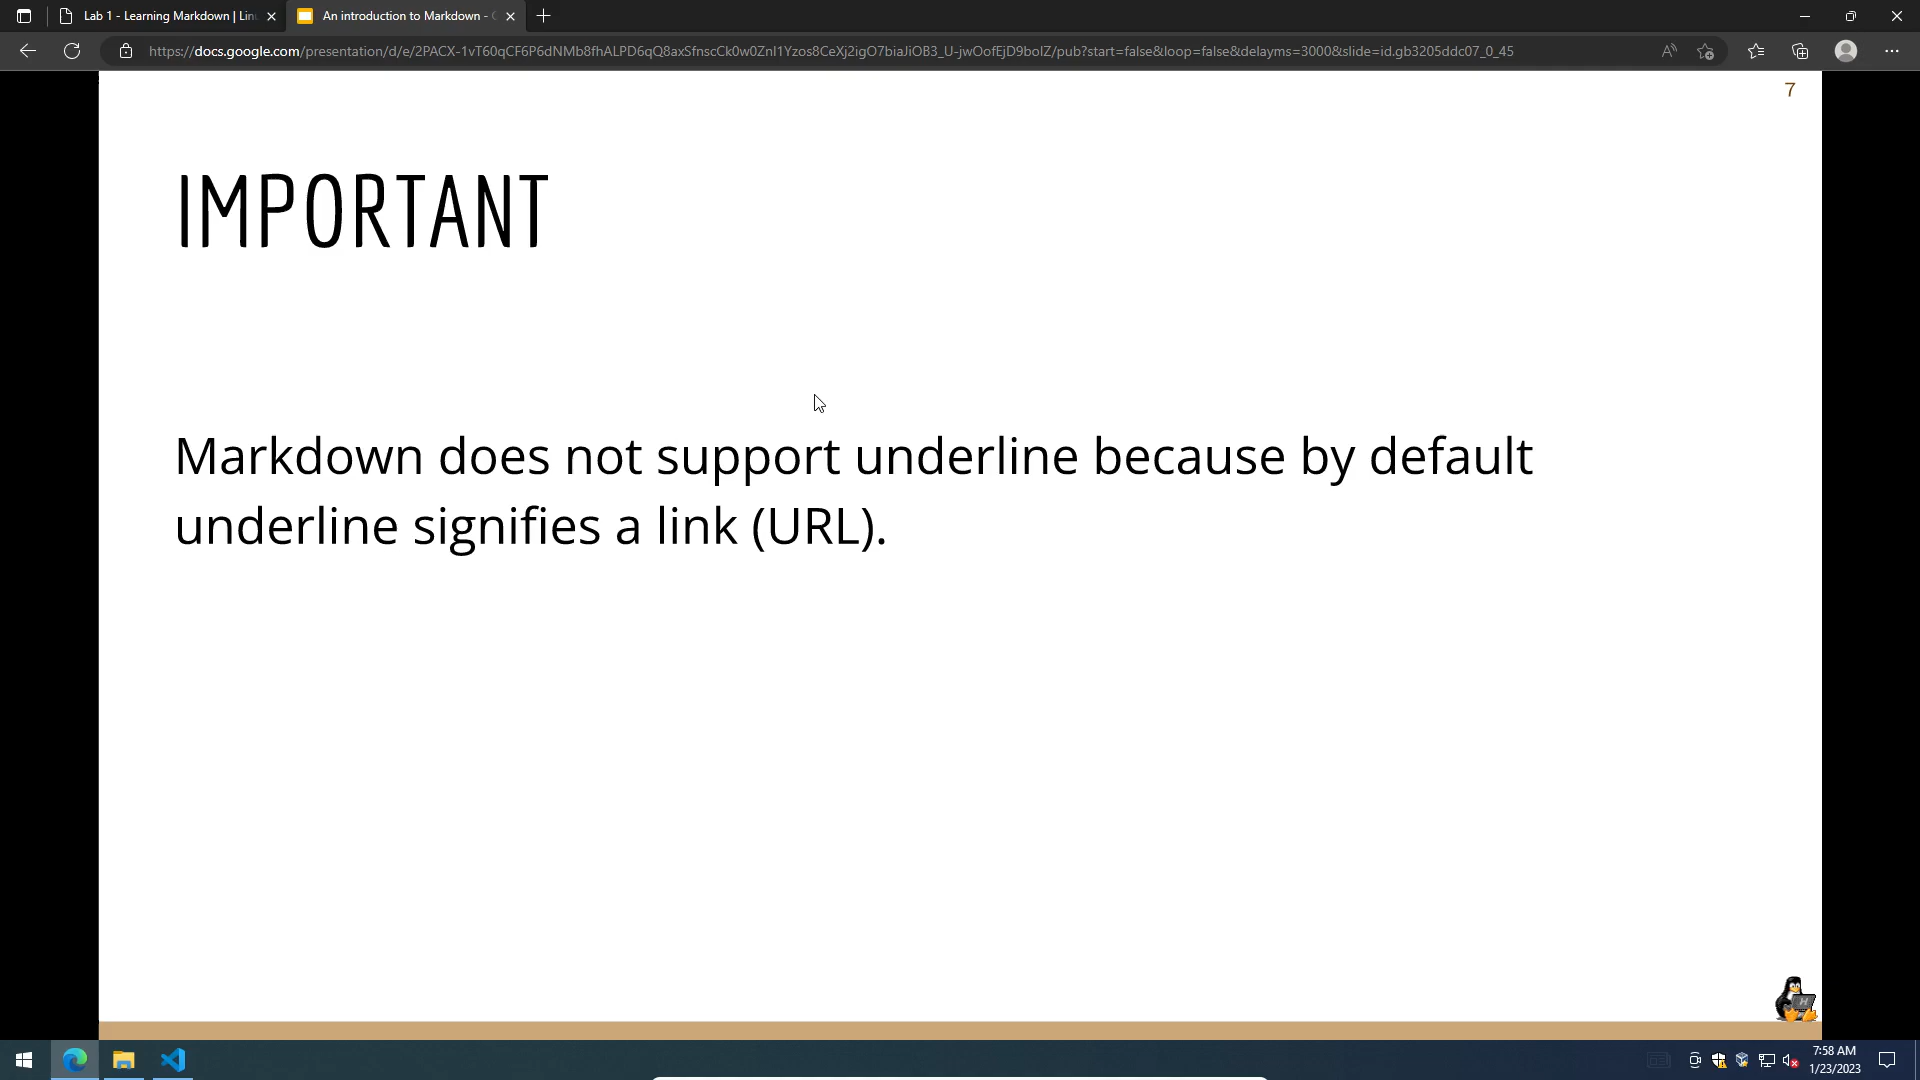 Lab 1 - Learning Markdown | Lin
An introduction to Markdown -
https://docs.google.com/presentation/d/e/2PACX-1vT60qCF6P6dNMb8fhALPD6qQ8axSfnscCk0w0ZnI1Yzos8CeXj2igO7biaJiOB3_U-jwOofEjD9bolZ/pub?start=false&loop=false&delayms=3000&slide=id.gb3205ddc07_0_45
7
IMPORTANT
Markdown does not support underline because by default
underline signifies a link (URL).
7:58 AM
1/23/2023